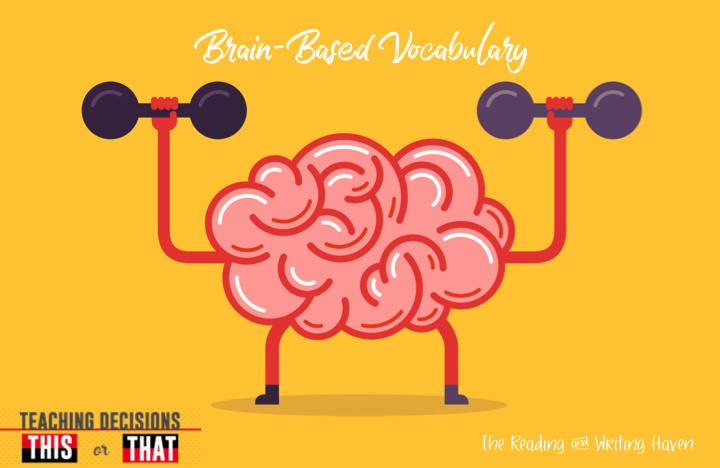 Brain-Based Vocabulary
TEACHING DECISIONS
THIS or THAT
The Reading and Writing Haven